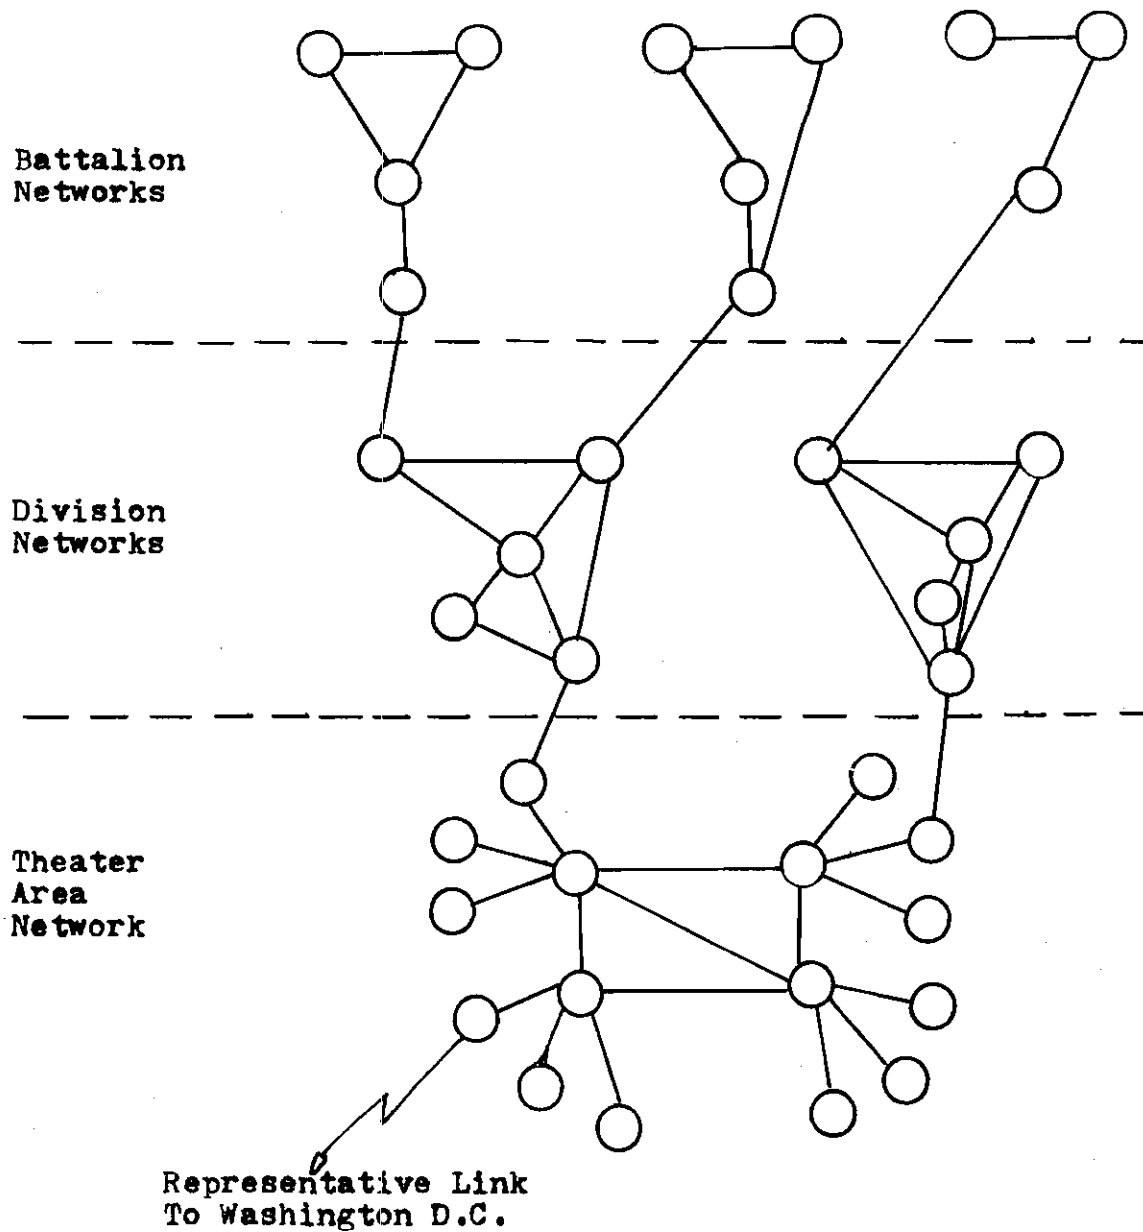 Battalion
Networks
Division
Networks
Theater
Area
Network
Representative Link
To Washington D.C.